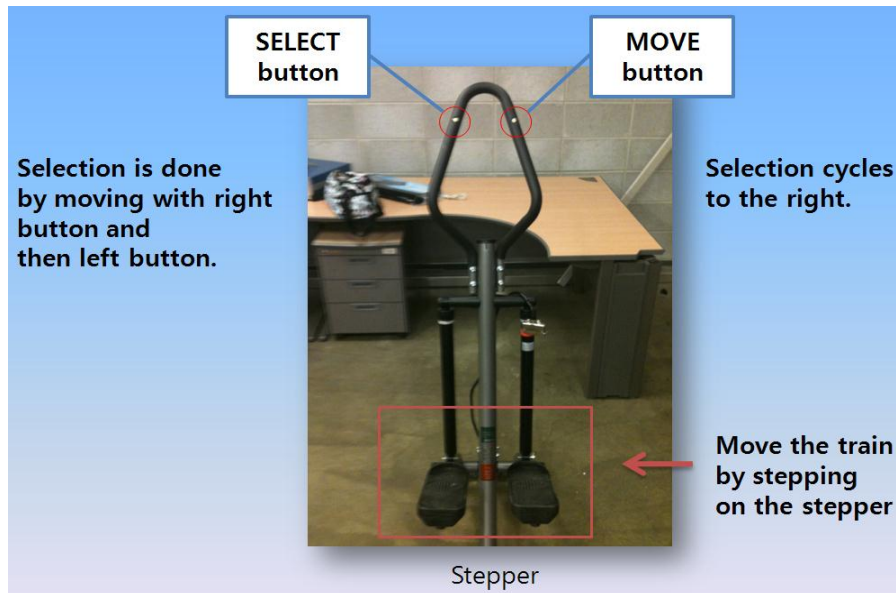 SELECT
button
MOVE
button
Selection is done
by moving with right
button and
then left button.
Selection cycles
to the right.
Move the train
by stepping
on the stepper
Stepper